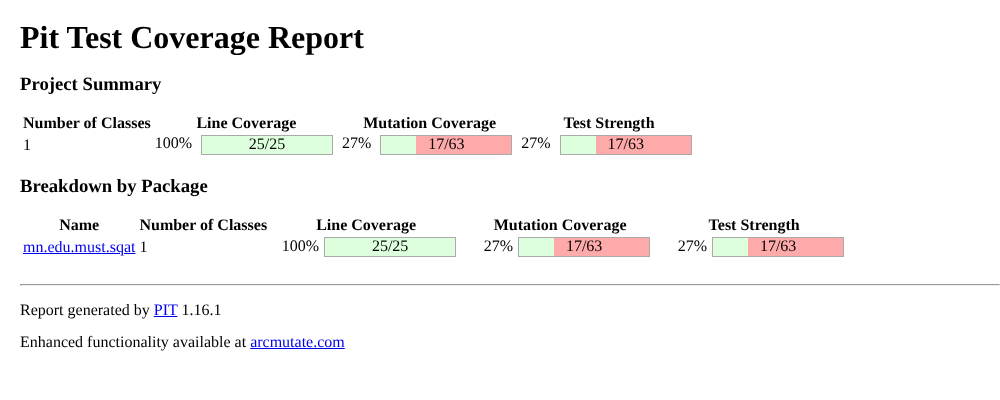 Pit Test Coverage Report
Project Summary
Number of Classes Line Coverage Mutation Coverage Test Strength
1 100% 25/25 27% 17/63 27% 17/63
Breakdown by Package
Name Number of Classes Line Coverage Mutation Coverage Test Strength
mn.edu.must.sqat 1 100% 25/25 27% 17/63 27% 17/63
Report generated by PIT 1.16.1
Enhanced functionality available at arcmutate.com